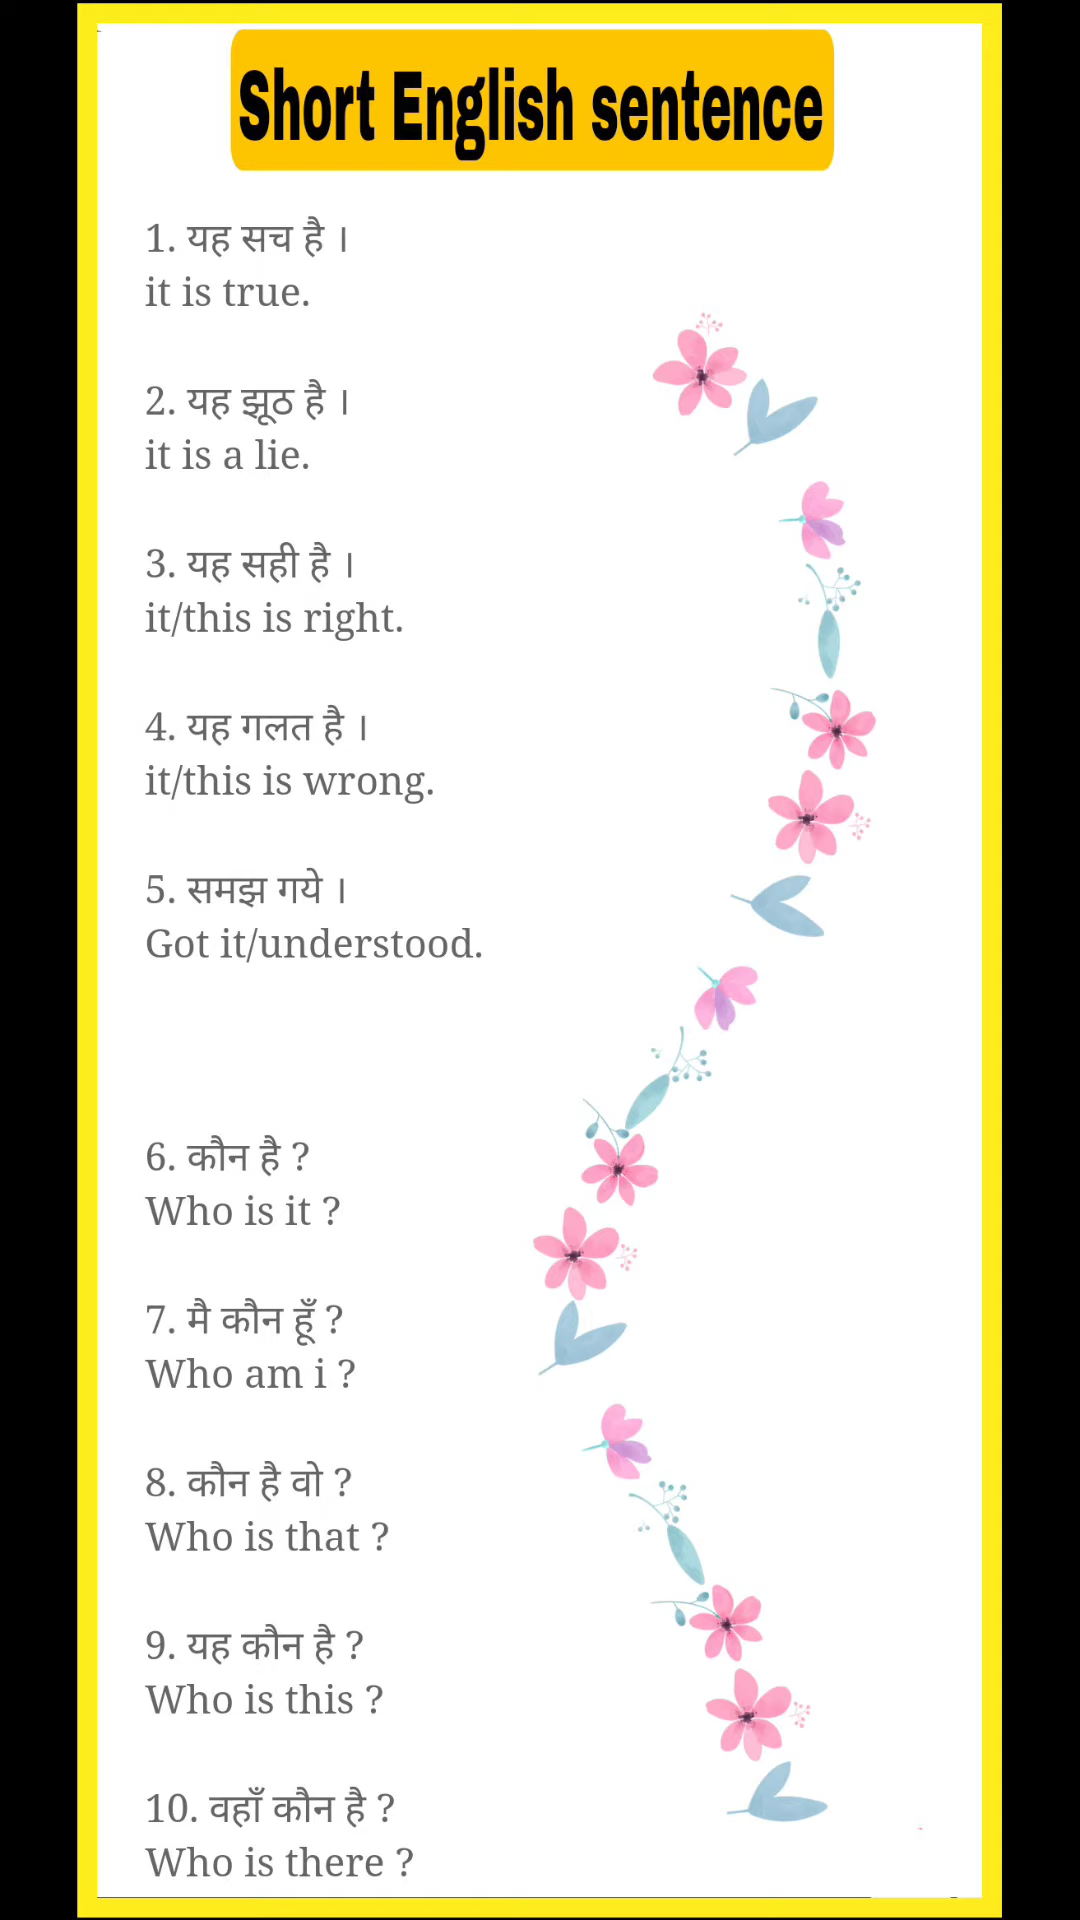 Short English sentence
1. यह सच है ।
it is true.
2. यह झूठ है ।
it is a lie.
3. यह सही है ।
it/this is right.
4. यह गलत है ।
it/this is wrong.
5. समझ गये ।
Got it/understood.
6. कौन है ?
Who is it ?
7. मै कौन हूँ ?
Who am i ?
8. कौन है वो ?
Who is that ?
9. यह कौन है ?
Who is this ?
10. वहाँ कौन है ?
Who is there ?